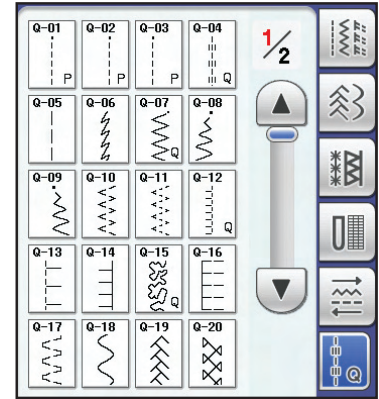 Q-01 Q-02 Q-03 Q-04 1/2
P P P Q
Q-05 Q-06 Q-07 Q-08
Q
Q-09 Q-10 Q-11 Q-12
Q
Q-13 Q-14 Q-15 Q-16
Q
Q-17 Q-18 Q-19 Q-20
Q